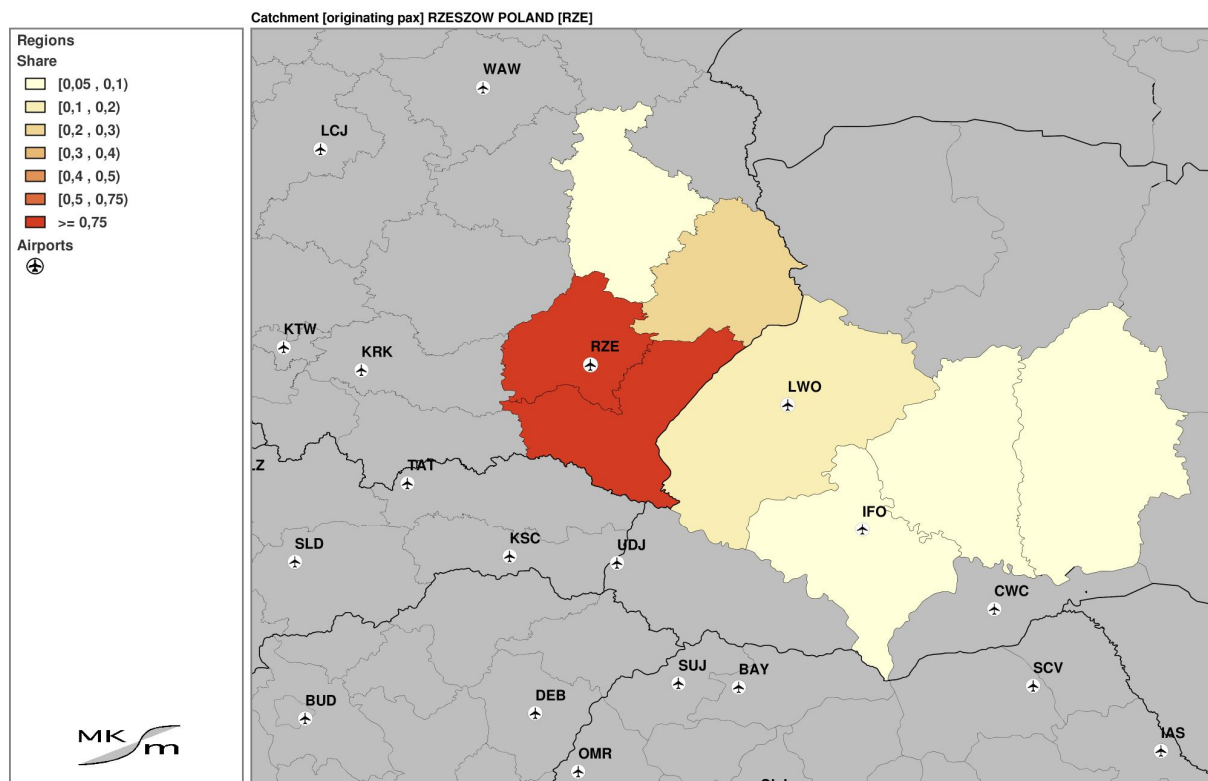 Catchment [originating pax] RZESZOW POLAND [RZE]
Regions
Share
[0,05 , 0,1)
[0,1 , 0,2)
[0,2 , 0,3)
[0,3 , 0,4)
[0,4 , 0,5)
[0,5 , 0,75)
>= 0,75
Airports
WAW
LCJ
KTW
KRK
RZE
LWO
LZ
TAT
IFO
SLD
KSC
UDJ
CWC
SUJ
BAY
SCV
BUD
DEB
IAS
OMR
MK
m